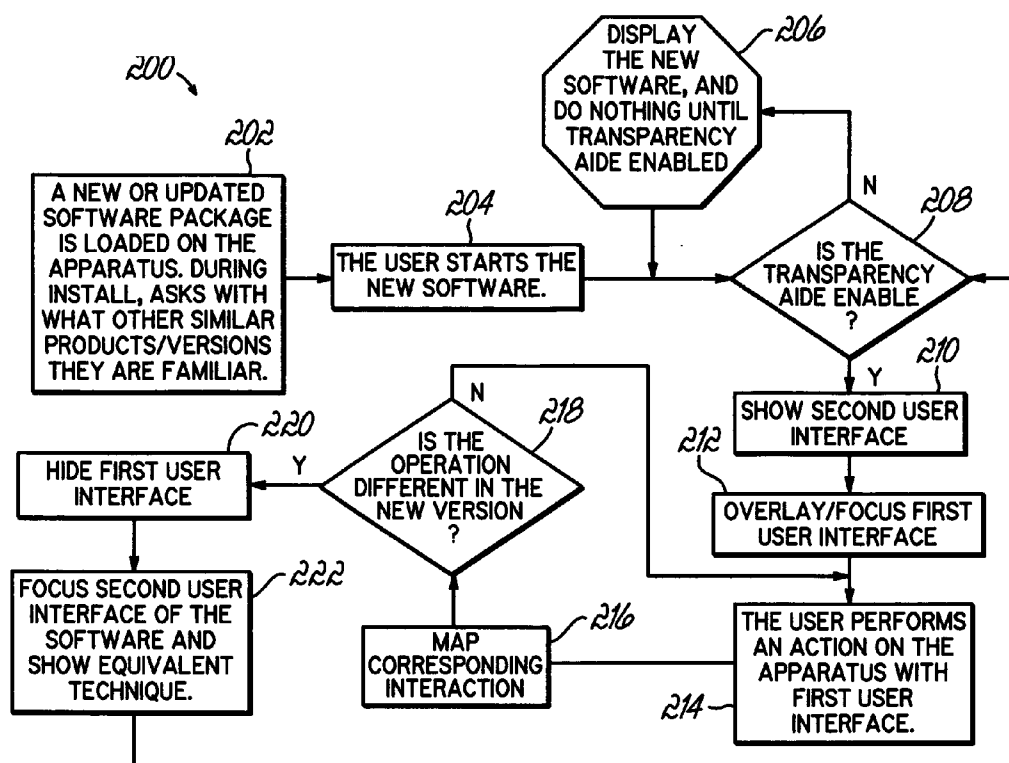 200
202
A NEW OR UPDATED
SOFTWARE PACKAGE
IS LOADED ON THE
APPARATUS. DURING
INSTALL, ASKS WITH
WHAT OTHER SIMILAR
PRODUCTS/VERSIONS
THEY ARE FAMILIAR.
204
THE USER STARTS THE
NEW SOFTWARE.
206
DISPLAY
THE NEW
SOFTWARE, AND
DO NOTHING UNTIL
TRANSPARENCY
AIDE ENABLED
N
208
IS THE
TRANSPARENCY
AIDE ENABLE
?
Y
210
SHOW SECOND USER
INTERFACE
212
OVERLAY/FOCUS FIRST
USER INTERFACE
THE USER PERFORMS
AN ACTION ON THE
APPARATUS WITH
FIRST USER
INTERFACE.
214
216
MAP
CORRESPONDING
INTERACTION
N
218
IS THE
OPERATION
DIFFERENT IN THE
NEW VERSION
?
Y
220
HIDE FIRST USER
INTERFACE
222
FOCUS SECOND USER
INTERFACE OF THE
SOFTWARE AND
SHOW EQUIVALENT
TECHNIQUE.